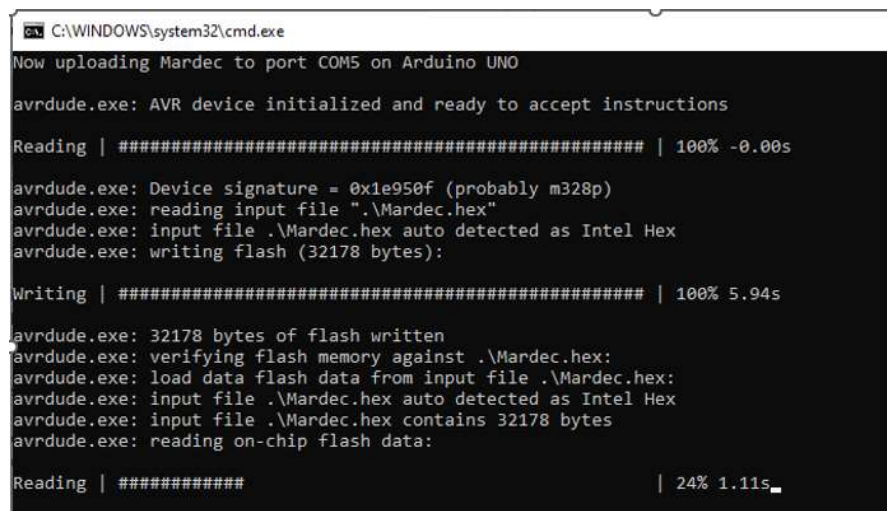 C:\WINDOWS\system32\cmd.exe
Now uploading Mardec to port COM5 on Arduino UNO
avrdude.exe: AVR device initialized and ready to accept instructions
Reading | ################################################## | 100% -0.00s
avrdude.exe: Device signature = 0x1e950f (probably m328p)
avrdude.exe: reading input file ".\Mardec.hex"
avrdude.exe: input file .\Mardec.hex auto detected as Intel Hex
avrdude.exe: writing flash (32178 bytes):
Writing | ################################################## | 100% 5.94s
avrdude.exe: 32178 bytes of flash written
avrdude.exe: verifying flash memory against .\Mardec.hex:
avrdude.exe: load data flash data from input file .\Mardec.hex:
avrdude.exe: input file .\Mardec.hex auto detected as Intel Hex
avrdude.exe: input file .\Mardec.hex contains 32178 bytes
avrdude.exe: reading on-chip flash data:
Reading | ############ | 24% 1.11s